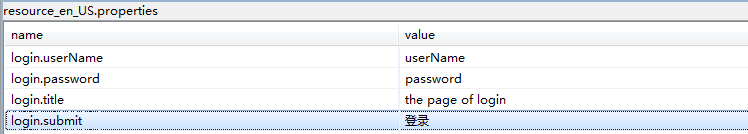 resource_en_US.properties
name value
login.userName userName
login.password password
login.title the page of login
login.submit 登录